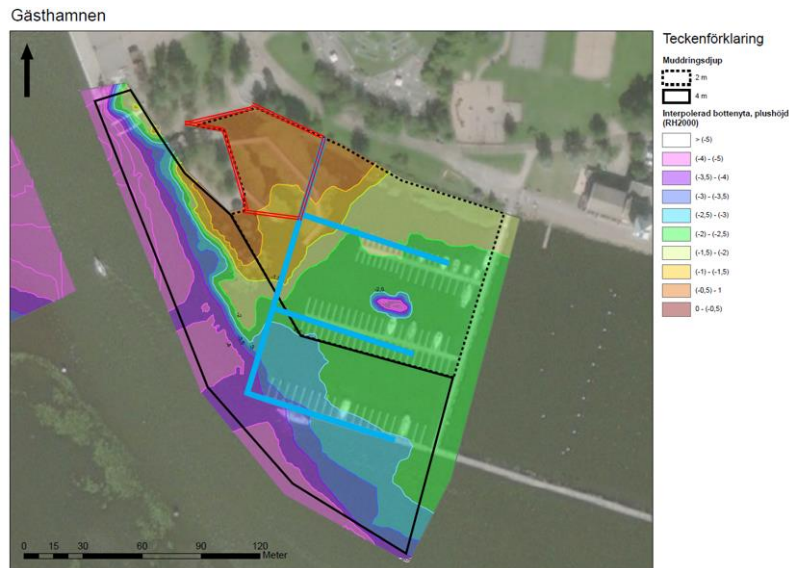 Gästhamnen
Teckenförklaring
Muddringsdjup
2 m
4 m
Interpolerad bottenyta, plushöjd
(RH2000)
> (-5)
(-4) - (-5)
(-3,5) - (-4)
(-3) - (-3,5)
(-2,5) - (-3)
(-2) - (-2,5)
(-1,5) - (-2)
(-1) - (-1,5)
(-0,5) - 1
0 - (-0,5)
0 15 30 60 90 120
Meter